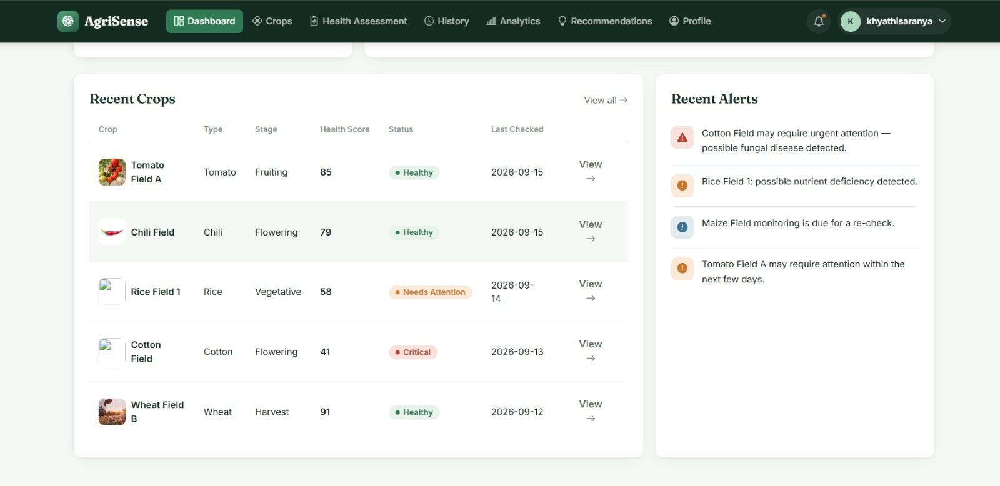 AgriSense
Dashboard
Crops
Health Assessment
History
Analytics
Recommendations
Profile
K
khyathisaranya
Recent Crops
View all →
Crop Type Stage Health Score Status Last Checked
Tomato
Field A
Tomato Fruiting 85 Healthy 2026-09-15
View
→
Chili Field Chili Flowering 79 Healthy 2026-09-15
View
→
Rice Field 1 Rice Vegetative 58 Needs Attention
2026-09-
14
View
→
Cotton
Field
Cotton Flowering 41 Critical 2026-09-13
View
→
Wheat Field
B
Wheat Harvest 91 Healthy 2026-09-12
View
→
Recent Alerts
Cotton Field may require urgent attention —
possible fungal disease detected.
Rice Field 1: possible nutrient deficiency detected.
Maize Field monitoring is due for a re-check.
Tomato Field A may require attention within the
next few days.